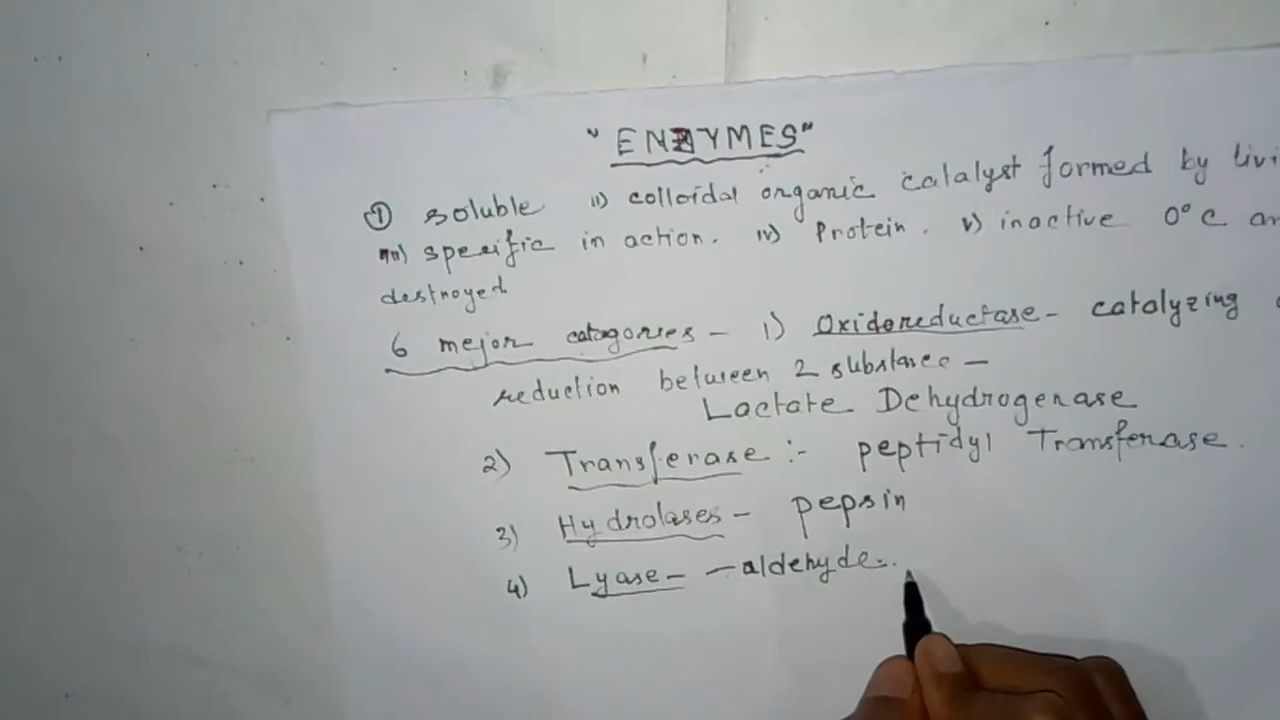 "ENZYMES"
① soluble ii) colloidal organic catalyst formed by livi
iii) specific in action. iv) Protein. v) inactive 0°C an
destroyed
6 mejor catagories - 1) Oxidoreductase - catalyzing
reduction between 2 substance -
Lactate Dehydrogenase
2) Transferase :- peptidyl Transferase.
3) Hydrolases - pepsin
4) Lyase - - aldehyde..